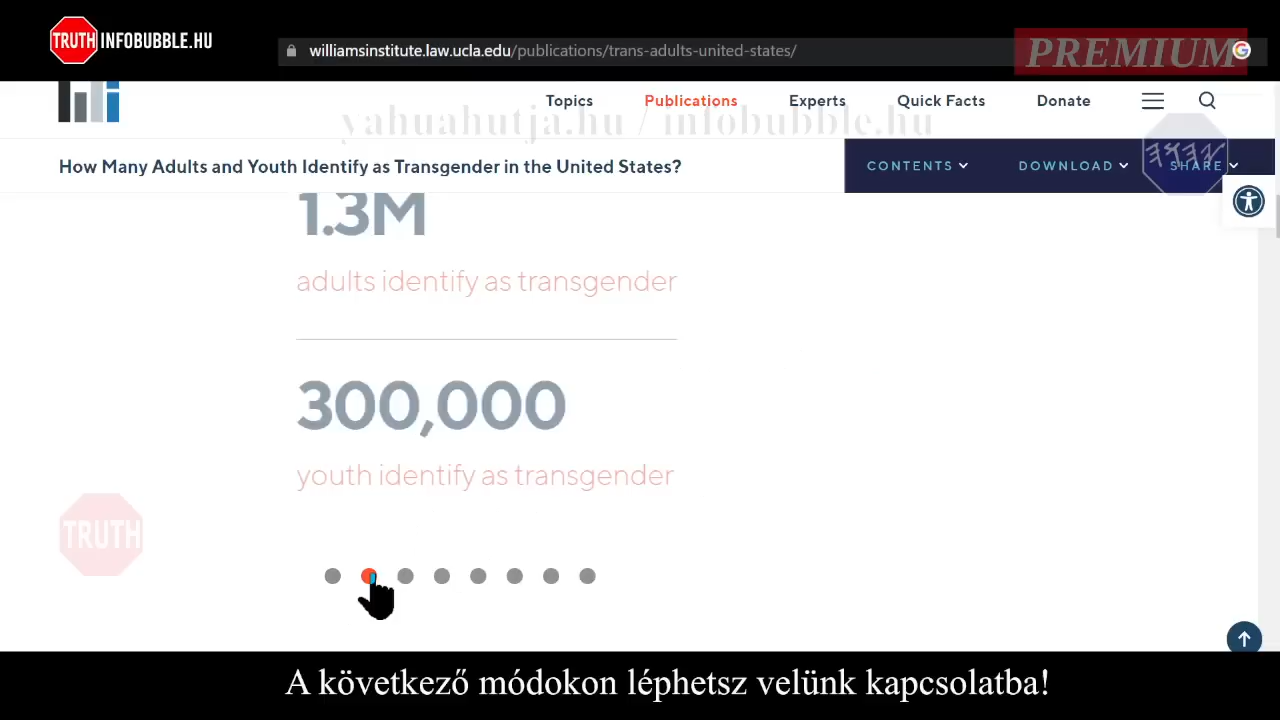 TRUTH INFOBUBBLE.HU
williamsinstitute.law.ucla.edu/publications/trans-adults-united-states/
PREMIUM
Topics Publications Experts Quick Facts Donate
yahuahutja.hu / infobubble.hu
How Many Adults and Youth Identify as Transgender in the United States?
CONTENTS DOWNLOAD SHARE
1.3M
adults identify as transgender
300,000
youth identify as transgender
TRUTH
A következő módokon léphetsz velünk kapcsolatba!